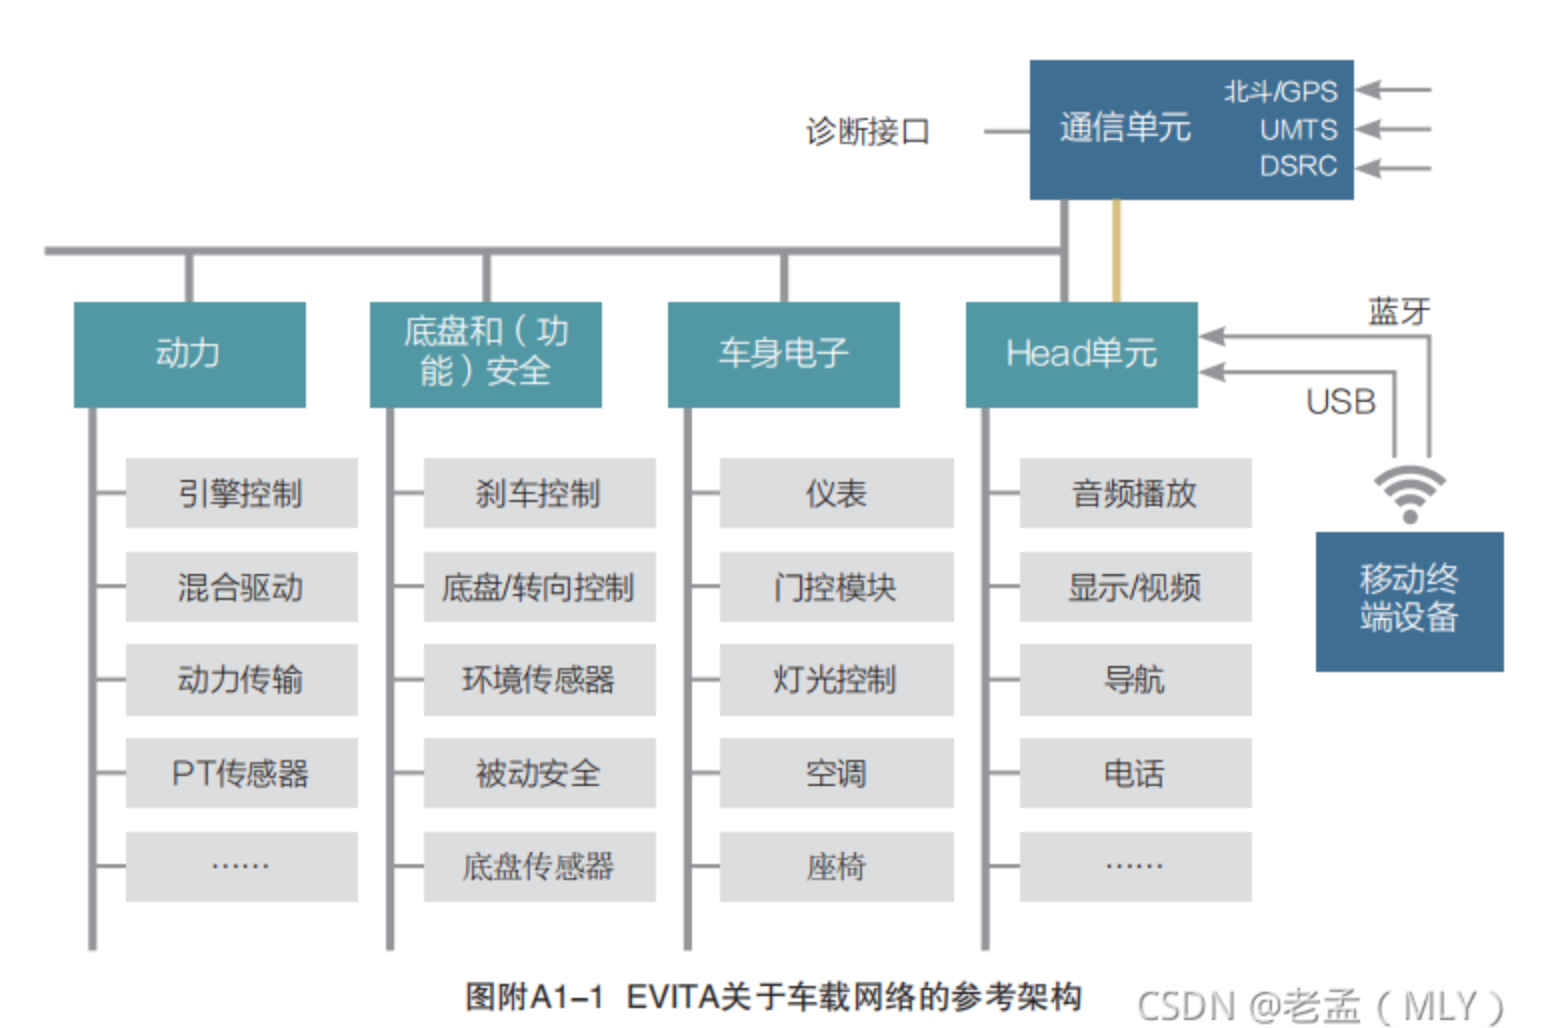 诊断接口
通信单元
北斗/GPS
UMTS
DSRC
动力
底盘和（功
能）安全
车身电子
Head单元
蓝牙
USB
引擎控制
刹车控制
仪表
音频播放
混合驱动
底盘/转向控制
门控模块
显示/视频
移动终
端设备
动力传输
环境传感器
灯光控制
导航
PT传感器
被动安全
空调
电话
……
底盘传感器
座椅
……
图附A1-1 EVITA关于车载网络的参考架构
CSDN @老孟（MLY）